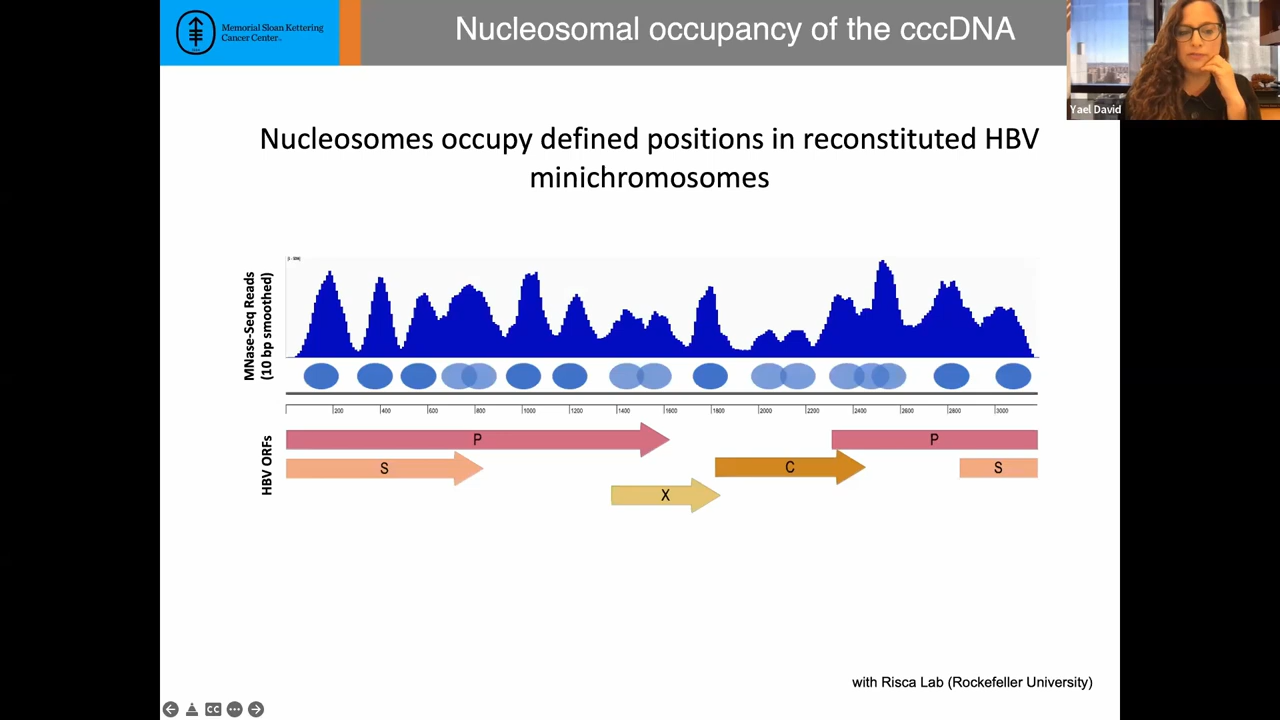 Memorial Sloan Kettering
Cancer Center
Nucleosomal occupancy of the cccDNA
Yael David
Nucleosomes occupy defined positions in reconstituted HBV
minichromosomes
MNase-Seq Reads
(10 bp smoothed)
200 400 600 800 1000 1200 1400 1600 1800 2000 2200 2400 2600 2800 3000
HBV ORFs
P P
S C S
X
with Risca Lab (Rockefeller University)
CC